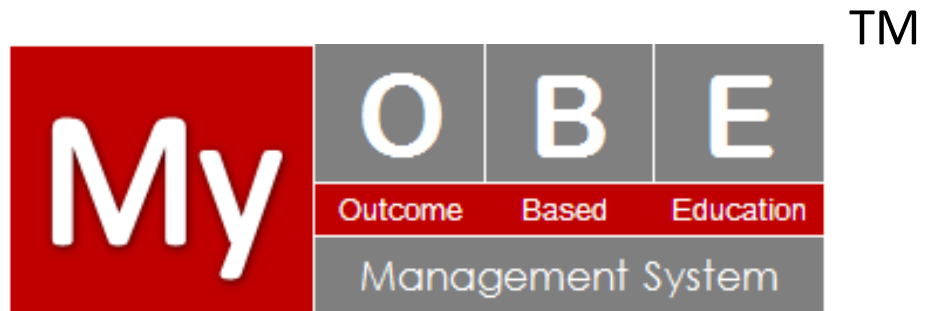 TM
My
O B E
Outcome Based Education
Management System